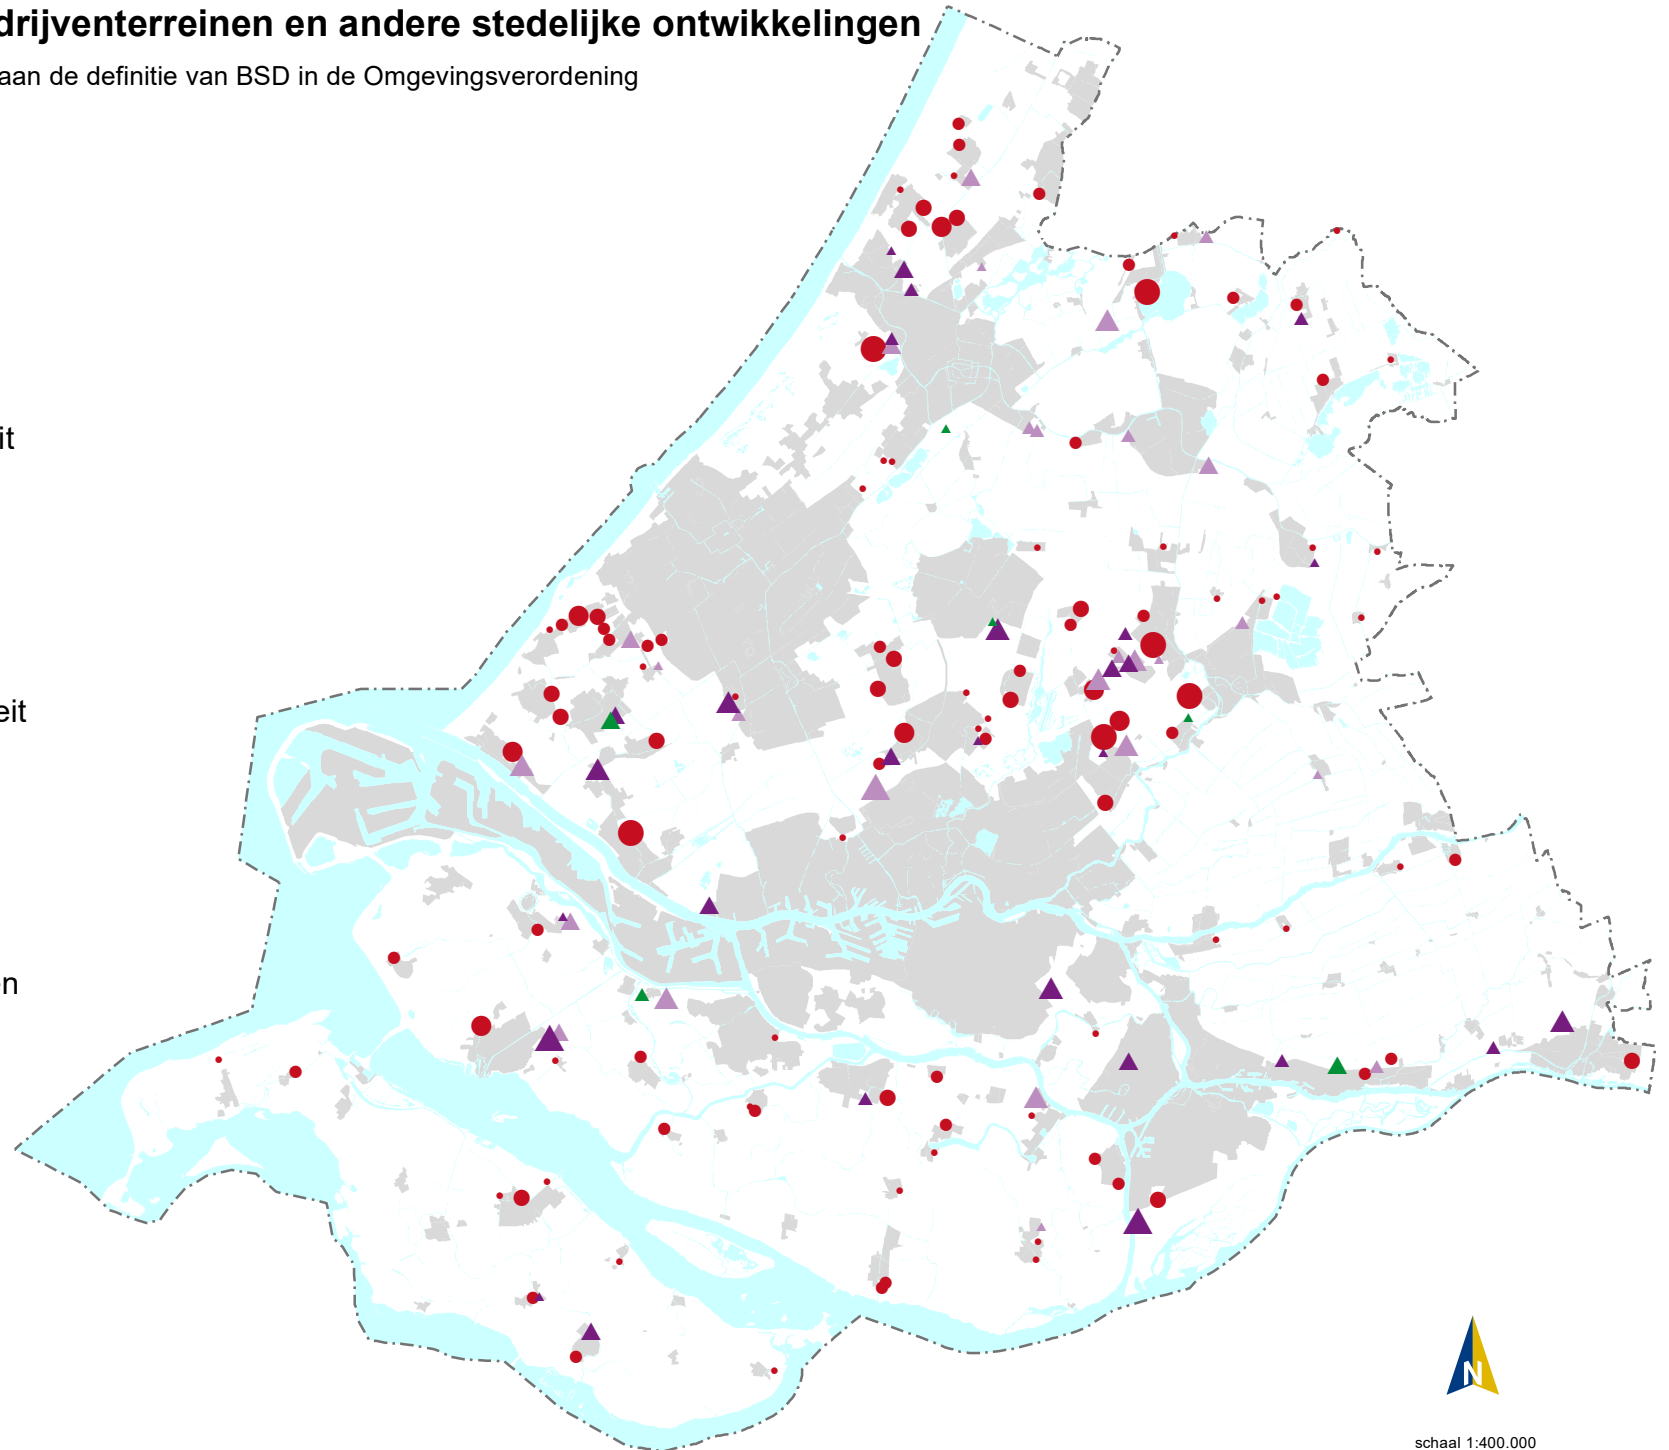 drijventerreinen en andere stedelijke ontwikkelingen
aan de definitie van BSD in de Omgevingsverordening
it
eit
en
N
schaal 1:400.000